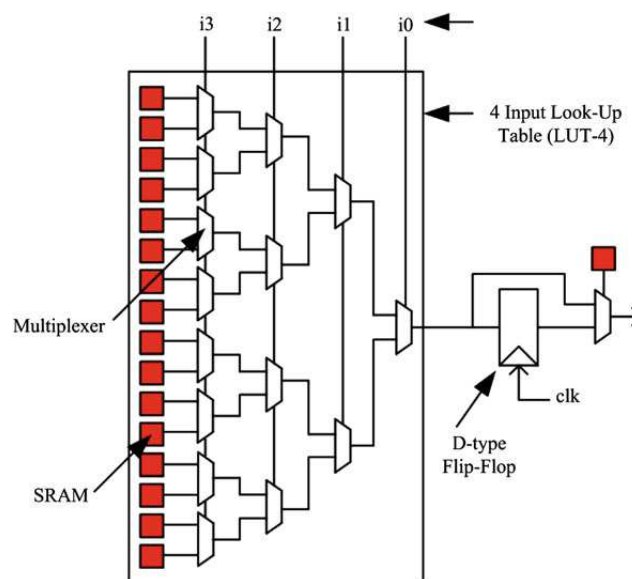 i3 i2 i1 i0
4 Input Look-Up
Table (LUT-4)
Multiplexer
clk
D-type
Flip-Flop
SRAM